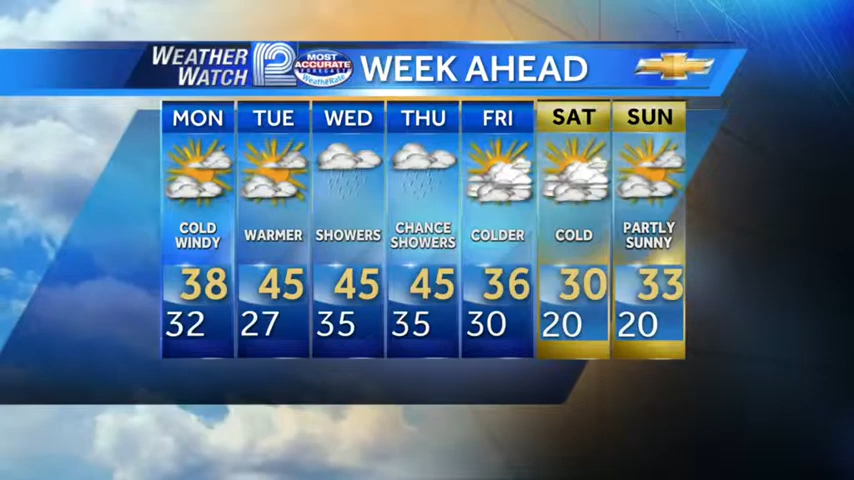 WEATHER
WATCH
12
MOST
ACCURATE
FORECAST
WeatheRate
WEEK AHEAD
MON TUE WED THU FRI SAT SUN
COLD WINDY WARMER SHOWERS CHANCE SHOWERS COLDER COLD PARTLY SUNNY
38 45 45 45 36 30 33
32 27 35 35 30 20 20